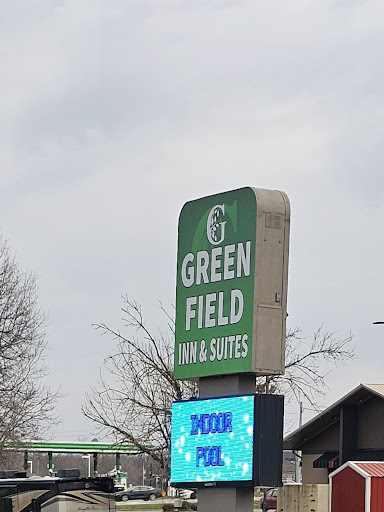 G
GREEN
FIELD
INN & SUITES
INDOOR
POOL